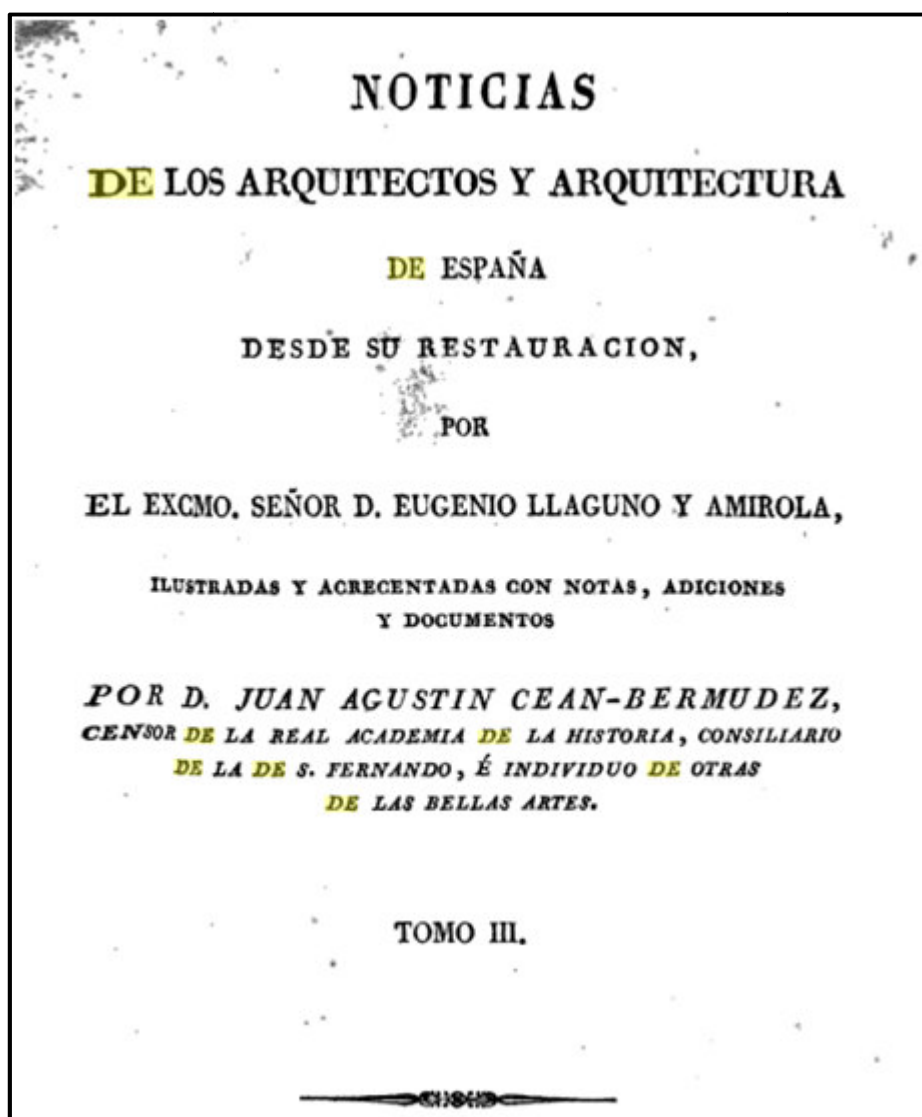 NOTICIAS
DE LOS ARQUITECTOS Y ARQUITECTURA
DE ESPAÑA
DESDE SU RESTAURACION,
POR
EL EXCMO. SEÑOR D. EUGENIO LLAGUNO Y AMIROLA,
ILUSTRADAS Y ACRECENTADAS CON NOTAS, ADICIONES
Y DOCUMENTOS
POR D. JUAN AGUSTIN CEAN-BERMUDEZ,
CENSOR DE LA REAL ACADEMIA DE LA HISTORIA, CONSILIARIO
DE LA DE S. FERNANDO, É INDIVIDUO DE OTRAS
DE LAS BELLAS ARTES.
TOMO III.